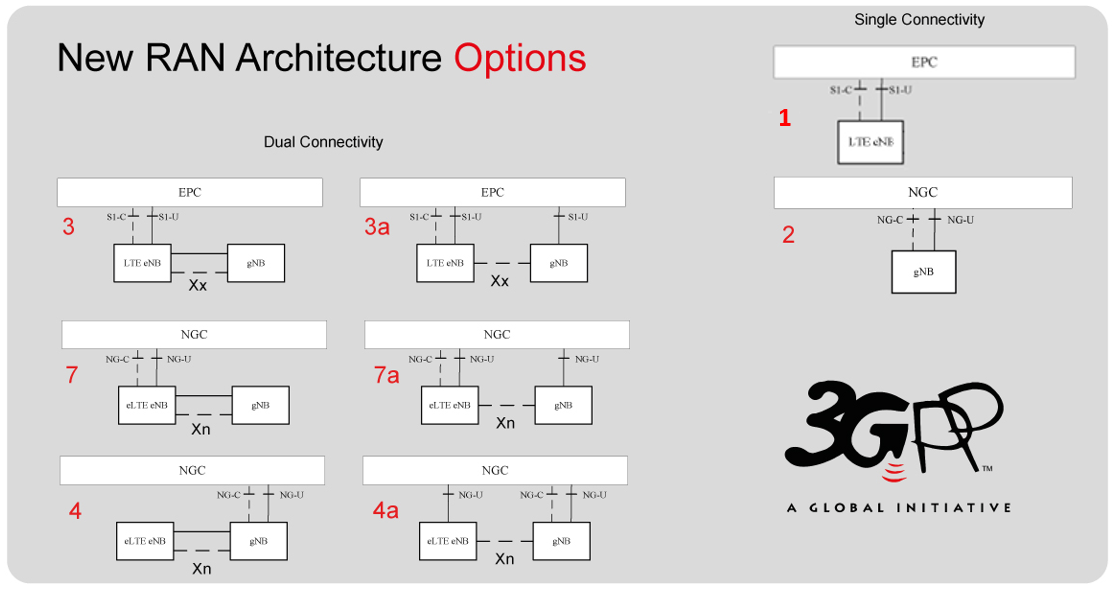 Single Connectivity
New RAN Architecture Options
EPC
S1-C S1-U
1
LTE eNB
Dual Connectivity
EPC
S1-C S1-U
3
LTE eNB gNB
Xx
EPC
S1-C S1-U S1-U
3a
LTE eNB gNB
Xx
NGC
NG-C NG-U
2
gNB
NGC
NG-C NG-U
7
eLTE eNB gNB
Xn
NGC
NG-C NG-U NG-U
7a
eLTE eNB gNB
Xn
NGC
NG-C NG-U
4
eLTE eNB gNB
Xn
NGC
NG-U NG-C NG-U
4a
eLTE eNB gNB
Xn
3GPP TM
A GLOBAL INITIATIVE